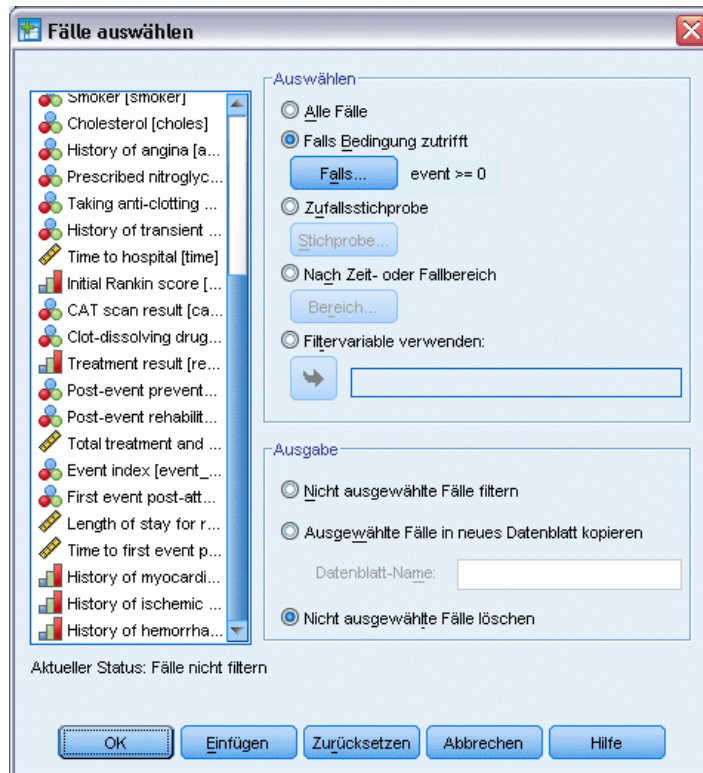 Fälle auswählen
Smoker [smoker]
Cholesterol [choles]
History of angina [a...
Prescribed nitroglyc...
Taking anti-clotting ...
History of transient ...
Time to hospital [time]
Initial Rankin score [...
CAT scan result [ca...
Clot-dissolving drug...
Treatment result [re...
Post-event prevent...
Post-event rehabilit...
Total treatment and ...
Event index [event_...
First event post-att...
Length of stay for r...
Time to first event p...
History of myocardi...
History of ischemic ...
History of hemorrha...
Auswählen
Alle Fälle
Falls Bedingung zutrifft
Falls... event >= 0
Zufallsstichprobe
Stichprobe...
Nach Zeit- oder Fallbereich
Bereich...
Filtervariable verwenden:
Ausgabe
Nicht ausgewählte Fälle filtern
Ausgewählte Fälle in neues Datenblatt kopieren
Datenblatt-Name:
Nicht ausgewählte Fälle löschen
Aktueller Status: Fälle nicht filtern
OK Einfügen Zurücksetzen Abbrechen Hilfe